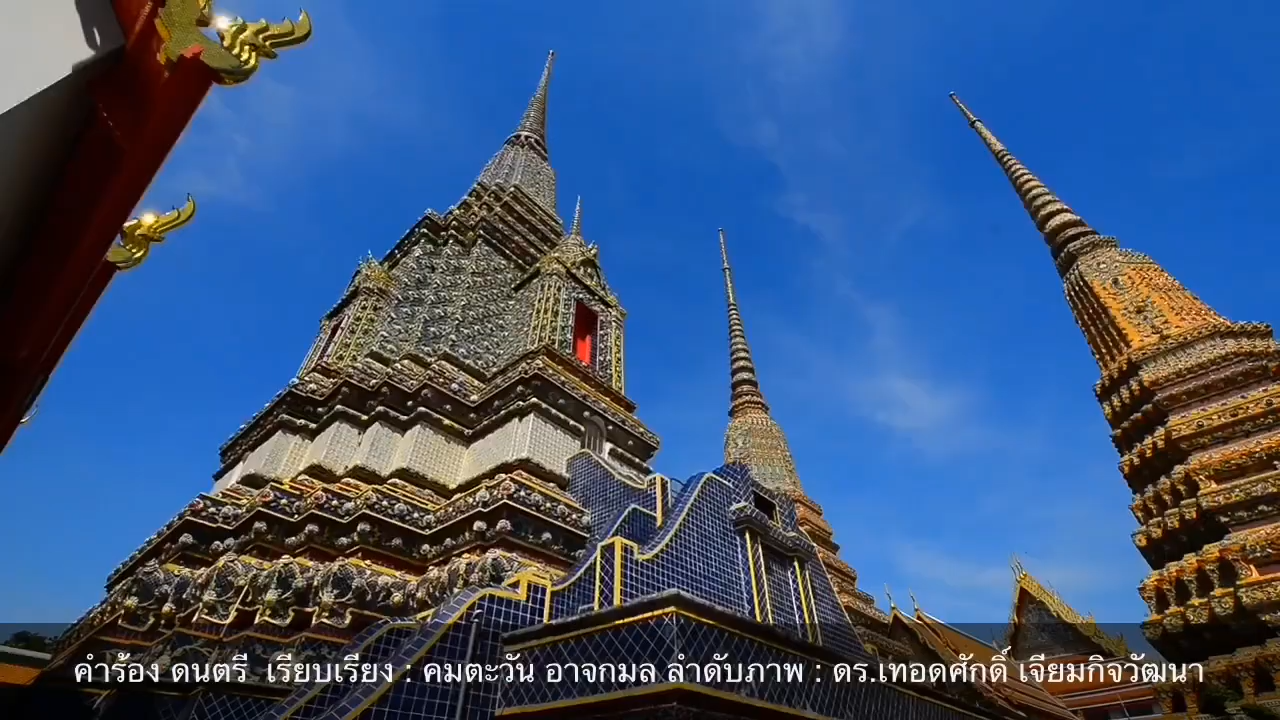 คำร้อง ดนตรี เรียบเรียง : คมตะวัน อาจกมล ลำดับภาพ : ดร.เทอดศักดิ์ เจียมกิจวัฒนา